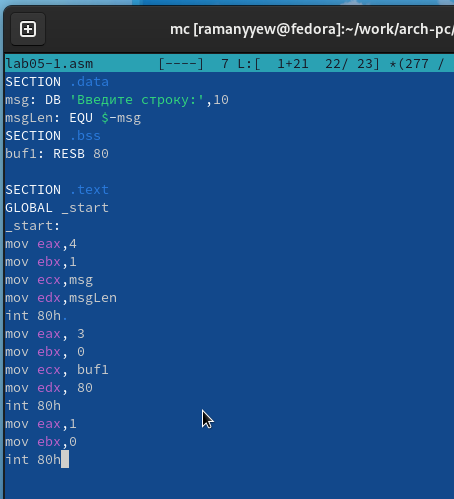 mc [ramanyyew@fedora]:~/work/arch-pc/
lab05-1.asm [----] 7 L:[ 1+21 22/ 23] *(277 /
SECTION .data
msg: DB 'Введите строку:',10
msgLen: EQU $-msg
SECTION .bss
buf1: RESB 80
SECTION .text
GLOBAL _start
_start:
mov eax,4
mov ebx,1
mov ecx,msg
mov edx,msgLen
int 80h
mov eax, 3
mov ebx, 0
mov ecx, buf1
mov edx, 80
int 80h
mov eax,1
mov ebx,0
int 80h